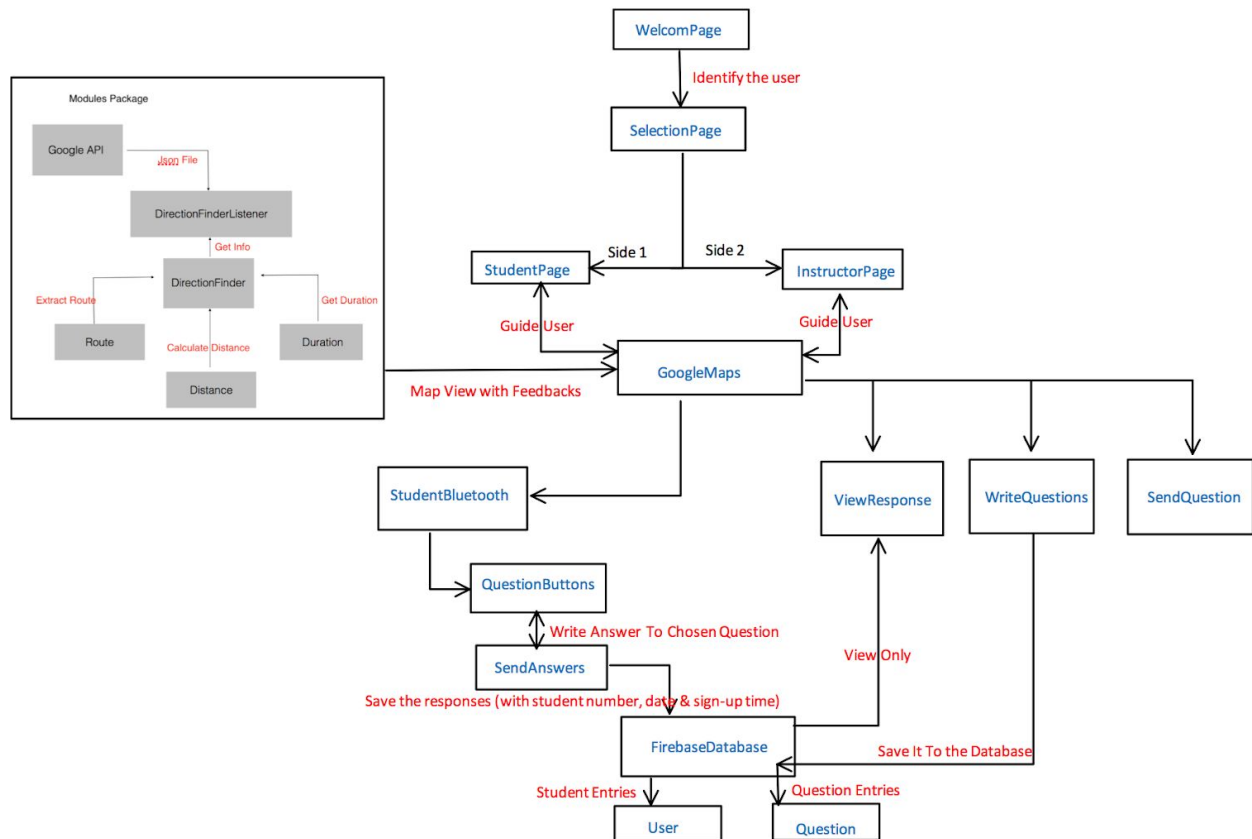 WelcomPage
Identify the user
Modules Package
SelectionPage
Google API
Json File
DirectionFinderListener
Get Info
Side 1
Side 2
StudentPage
InstructorPage
DirectionFinder
Extract Route
Get Duration
Guide User
Guide User
Route
Calculate Distance
Duration
GoogleMaps
Distance
Map View with Feedbacks
StudentBluetooth
ViewResponse
WriteQuestions
SendQuestion
QuestionButtons
Write Answer To Chosen Question
View Only
SendAnswers
Save the responses (with student number, date & sign-up time)
FirebaseDatabase
Save It To the Database
Student Entries
Question Entries
User
Question